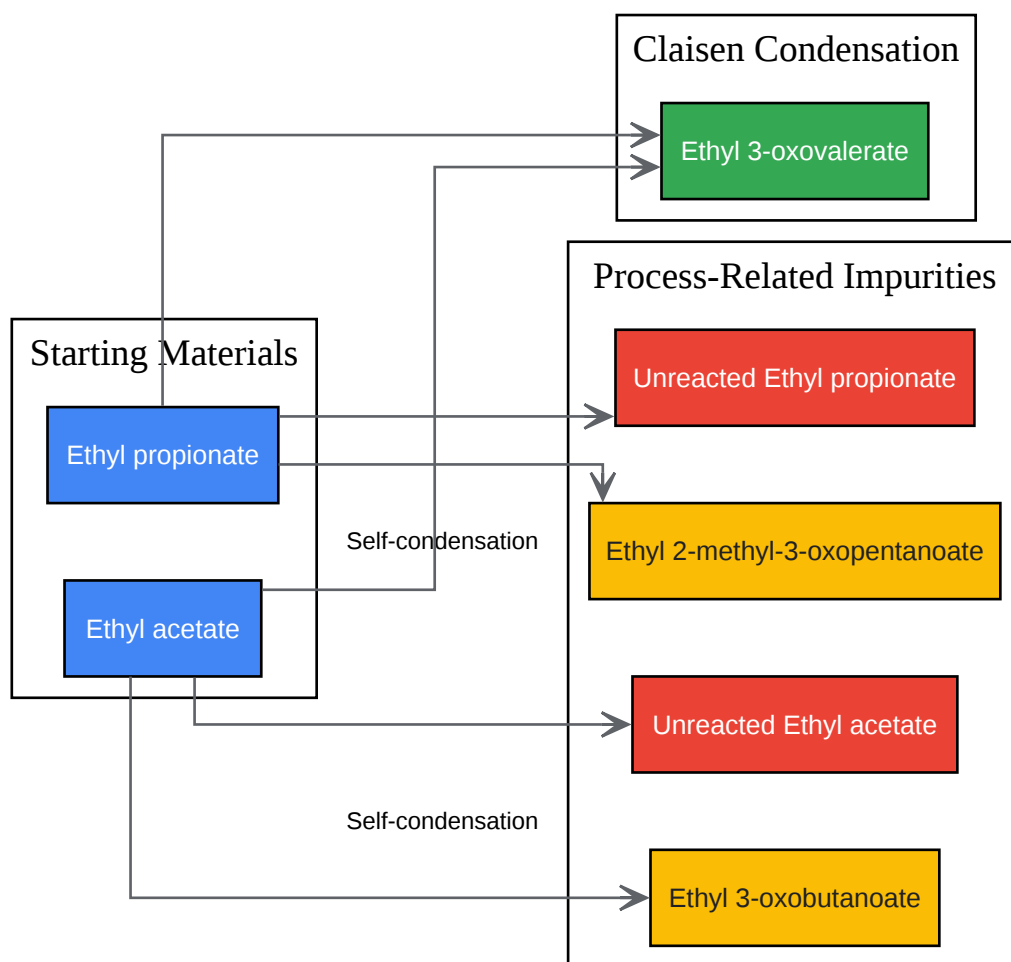 Claisen Condensation
Ethyl 3-oxovalerate
Process-Related Impurities
Starting Materials
Unreacted Ethyl propionate
Ethyl propionate
Self-condensation
Ethyl 2-methyl-3-oxopentanoate
Ethyl acetate
Unreacted Ethyl acetate
Self-condensation
Ethyl 3-oxobutanoate